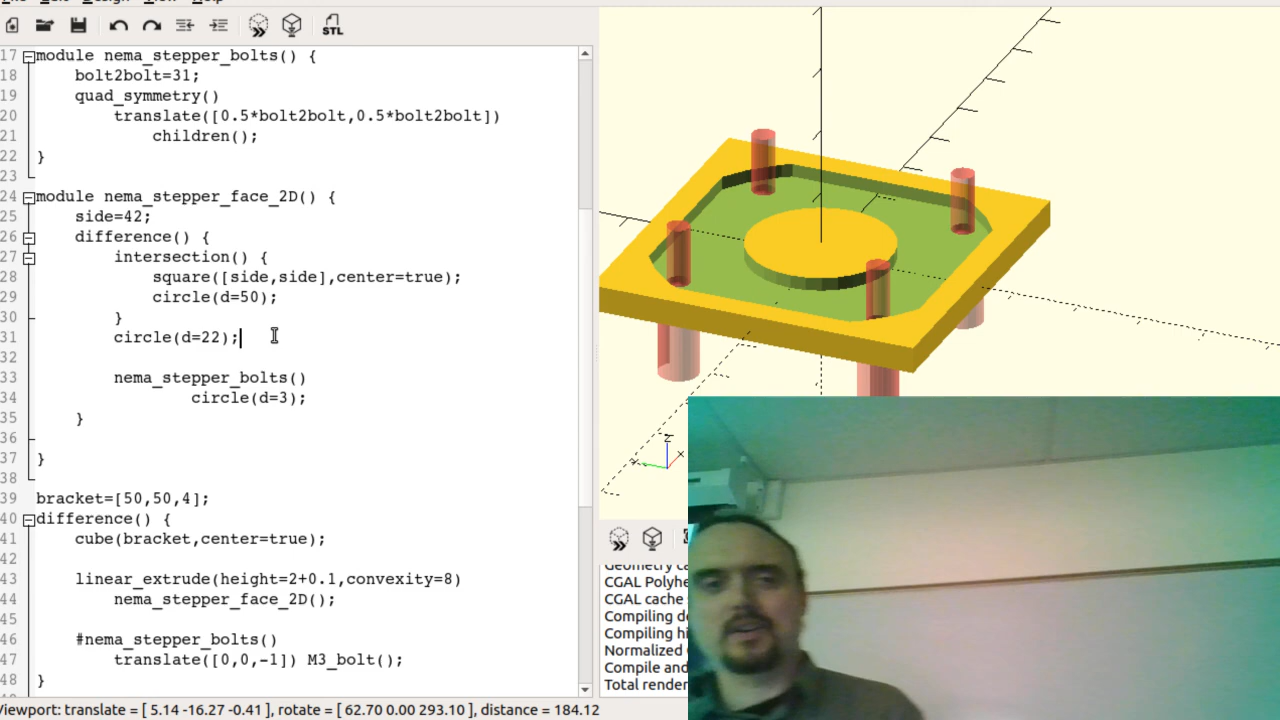 STL
17 module nema_stepper_bolts() {
18 bolt2bolt=31;
19 quad_symmetry()
20 translate([0.5*bolt2bolt,0.5*bolt2bolt])
21 children();
22 }
23
24 module nema_stepper_face_2D() {
25 side=42;
26 difference() {
27 intersection() {
28 square([side,side],center=true);
29 circle(d=50);
30 }
31 circle(d=22);
32
33 nema_stepper_bolts()
34 circle(d=3);
35 }
36
37 }
38
39 bracket=[50,50,4];
40 difference() {
41 cube(bracket,center=true);
42
43 linear_extrude(height=2+0.1,convexity=8)
44 nema_stepper_face_2D();
45
46 #nema_stepper_bolts()
47 translate([0,0,-1]) M3_bolt();
48 }
Z
X
Geometry ca
CGAL Polyhe
CGAL cache
Compiling de
Compiling hi
Normalized
Compile and
Total render
Viewport: translate = [ 5.14 -16.27 -0.41 ], rotate = [ 62.70 0.00 293.10 ], distance = 184.12